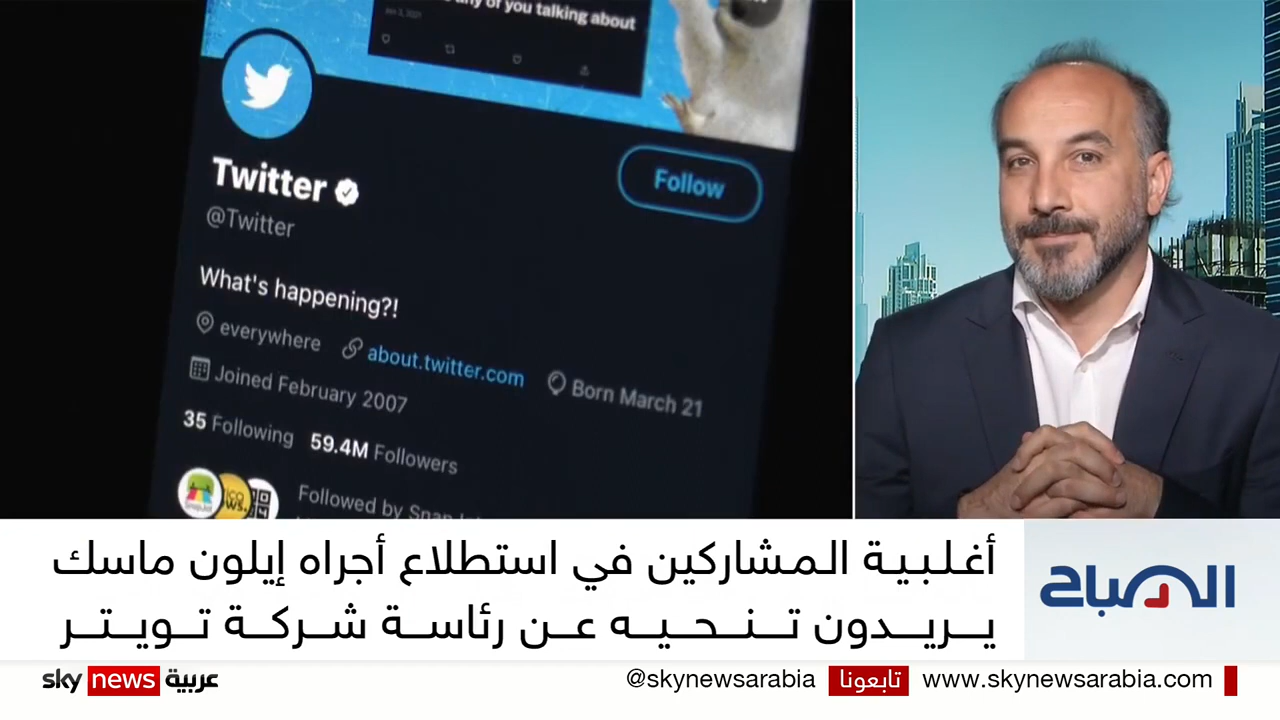 any of you talking about
Twitter
Follow
@Twitter
What's happening?!
everywhere
about.twitter.com
Born March 21
Joined February 2007
35 Following
59.4M Followers
Followed by
أغلبية المشاركين في استطلاع أجراه إيلون ماسك
يريدون تنحيه عن رئاسة شركة تويتر
الصباح
sky news عربية
@skynewsarabia
تابعونا
www.skynewsarabia.com